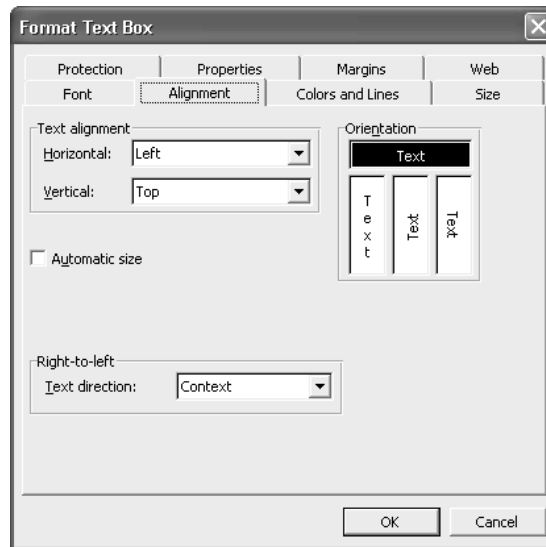 Format Text Box
Protection Properties Margins Web
Font Alignment Colors and Lines Size
Text alignment
Horizontal: Left
Vertical: Top
Automatic size
Orientation
Text
Text Text Text
Right-to-left
Text direction: Context
OK Cancel